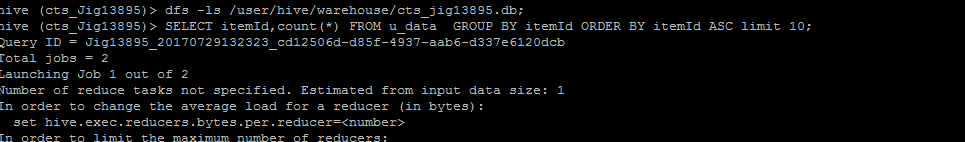 hive (cts_Jig13895)> dfs -ls /user/hive/warehouse/cts_jig13895.db;
hive (cts_Jig13895)> SELECT itemId,count(*) FROM u_data  GROUP BY itemId ORDER BY itemId ASC limit 10;
Query ID = Jig13895_20170729132323_cd12506d-d85f-4937-aab6-d337e6120dcb
Total jobs = 2
Launching Job 1 out of 2
Number of reduce tasks not specified. Estimated from input data size: 1
In order to change the average load for a reducer (in bytes):
  set hive.exec.reducers.bytes.per.reducer=<number>
In order to limit the maximum number of reducers: